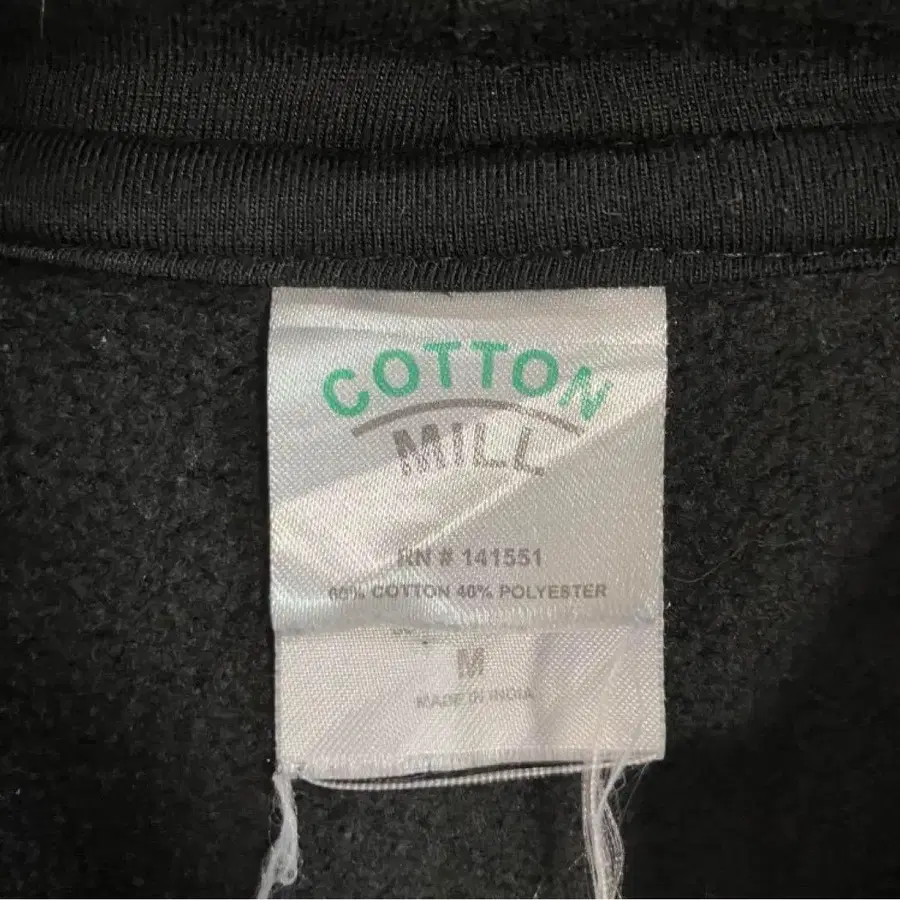 COTTON
MILL
RN # 141551
60% COTTON 40% POLYESTER
M
MADE IN INDIA